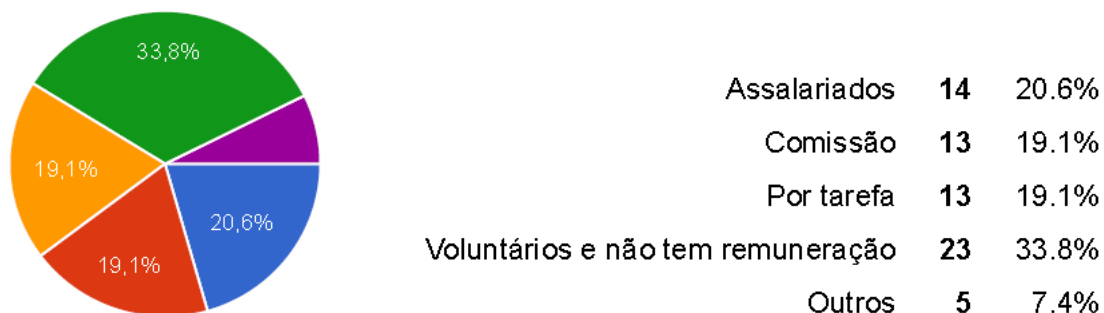 33,8%
19,1%
20,6%
19,1%
Assalariados 14 20.6%
Comissão 13 19.1%
Por tarefa 13 19.1%
Voluntários e não tem remuneração 23 33.8%
Outros 5 7.4%